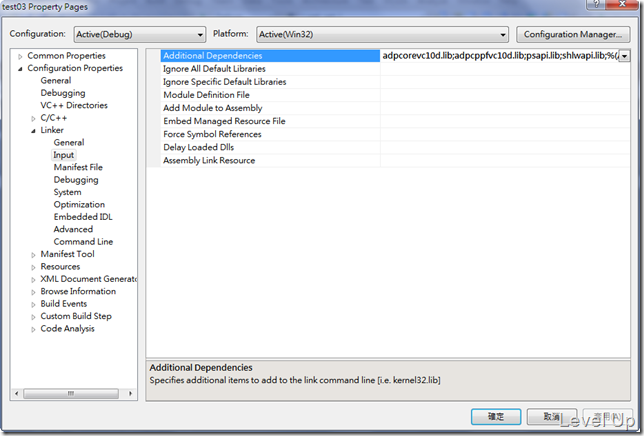 test03 Property Pages
Configuration: Active(Debug) Platform: Active(Win32) Configuration Manager...
Common Properties
Configuration Properties
General
Debugging
VC++ Directories
C/C++
Linker
General
Input
Manifest File
Debugging
System
Optimization
Embedded IDL
Advanced
Command Line
Manifest Tool
Resources
XML Document Generato
Browse Information
Build Events
Custom Build Step
Code Analysis
Additional Dependencies adpcorevc10d.lib;adpcppfvc10d.lib;psapi.lib;shlwapi.lib;%(
Ignore All Default Libraries
Ignore Specific Default Libraries
Module Definition File
Add Module to Assembly
Embed Managed Resource File
Force Symbol References
Delay Loaded Dlls
Assembly Link Resource
Additional Dependencies
Specifies additional items to add to the link command line [i.e. kernel32.lib]
確定 取消
Level Up